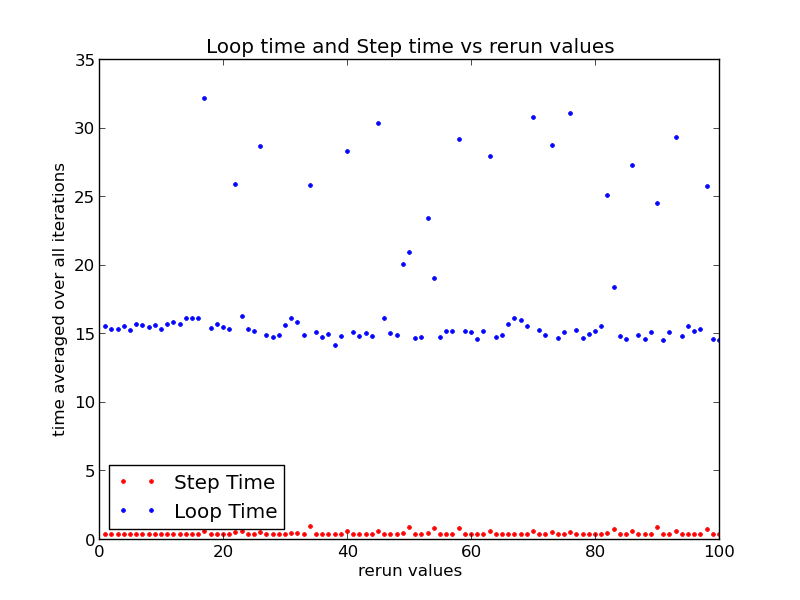 Loop time and Step time vs rerun values
35
30
25
20
15
10
5
0
time averaged over all iterations
Step Time
Loop Time
0 20 40 60 80 100
rerun values